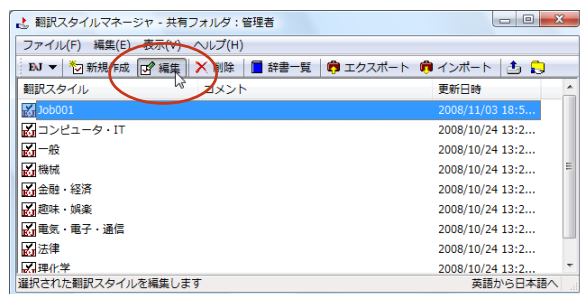 翻訳スタイルマネージャ - 共有フォルダ : 管理者
ファイル(F) 編集(E) 表示(V) ヘルプ(H)
EJ ▼ 新規作成 編集 削除 辞書一覧 エクスポート インポート
翻訳スタイル コメント 更新日時
Job001 2008/11/03 18:5...
コンピュータ・IT 2008/10/24 13:2...
一般 2008/10/24 13:2...
機械 2008/10/24 13:2...
金融・経済 2008/10/24 13:2...
趣味・娯楽 2008/10/24 13:2...
電気・電子・通信 2008/10/24 13:2...
法律 2008/10/24 13:2...
理化学 2008/10/24 13:2...
選択された翻訳スタイルを編集します 英語から日本語へ